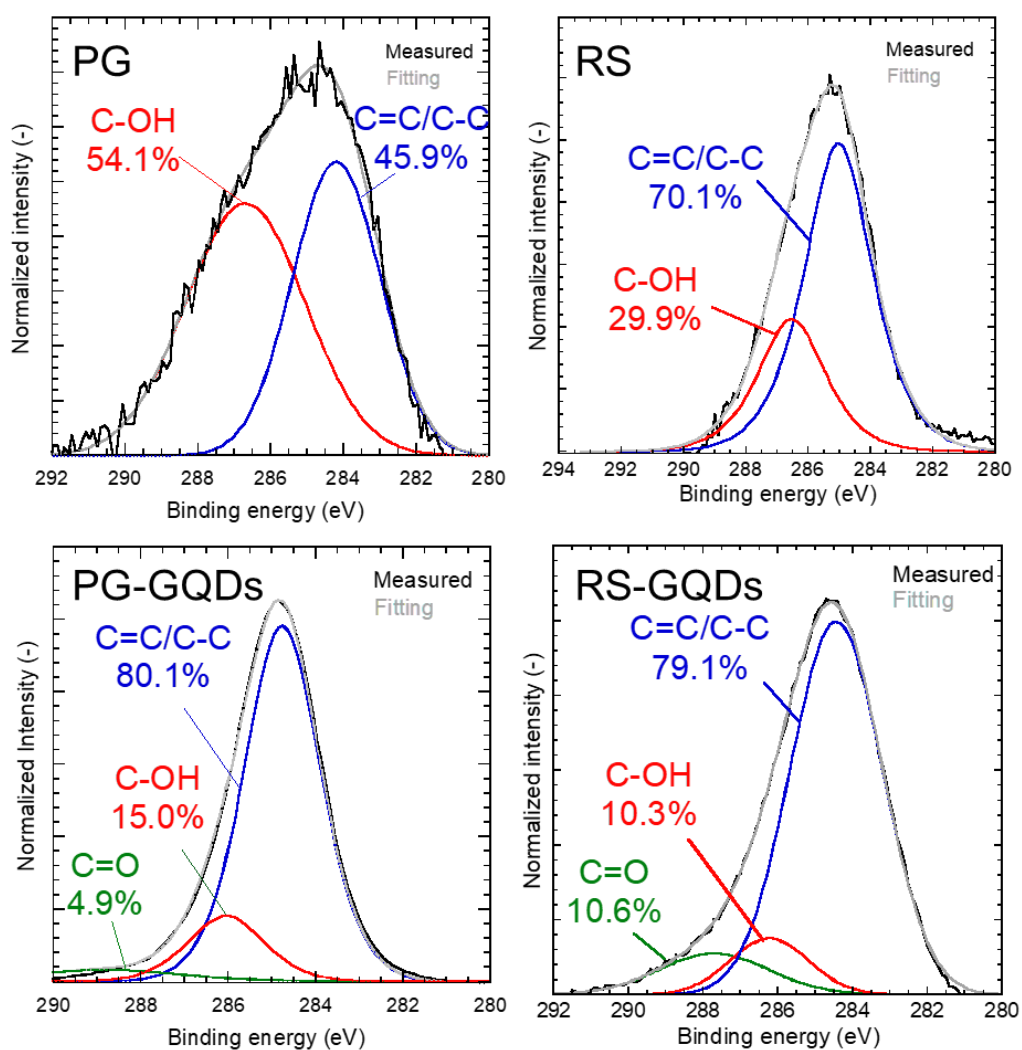 PG
Measured
Fitting
C-OH
54.1%
C=C/C-C
45.9%
Normalized intensity (-)
292 290 288 286 284 282 280
Binding energy (eV)
RS
Measured
Fitting
C=C/C-C
70.1%
C-OH
29.9%
Normalized intensity (-)
294 292 290 288 286 284 282 280
Binding energy (eV)
PG-GQDs
Measured
Fitting
C=C/C-C
80.1%
C-OH
15.0%
C=O
4.9%
Normalized Intensity (-)
290 288 286 284 282 280
Binding energy (eV)
RS-GQDs
Measured
Fitting
C=C/C-C
79.1%
C-OH
10.3%
C=O
10.6%
Normalized intensity (-)
292 290 288 286 284 282 280
Binding energy (eV)